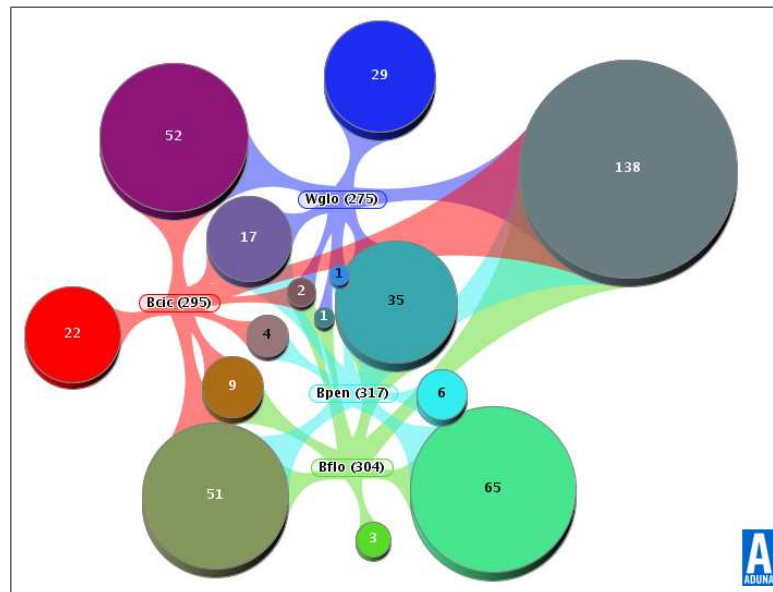 29
52
138
Wglo (275)
17
1
2
35
Bcic (295)
1
22
4
9
Bpen (317)
6
Bflo (304)
51
65
3
A
ADUNA